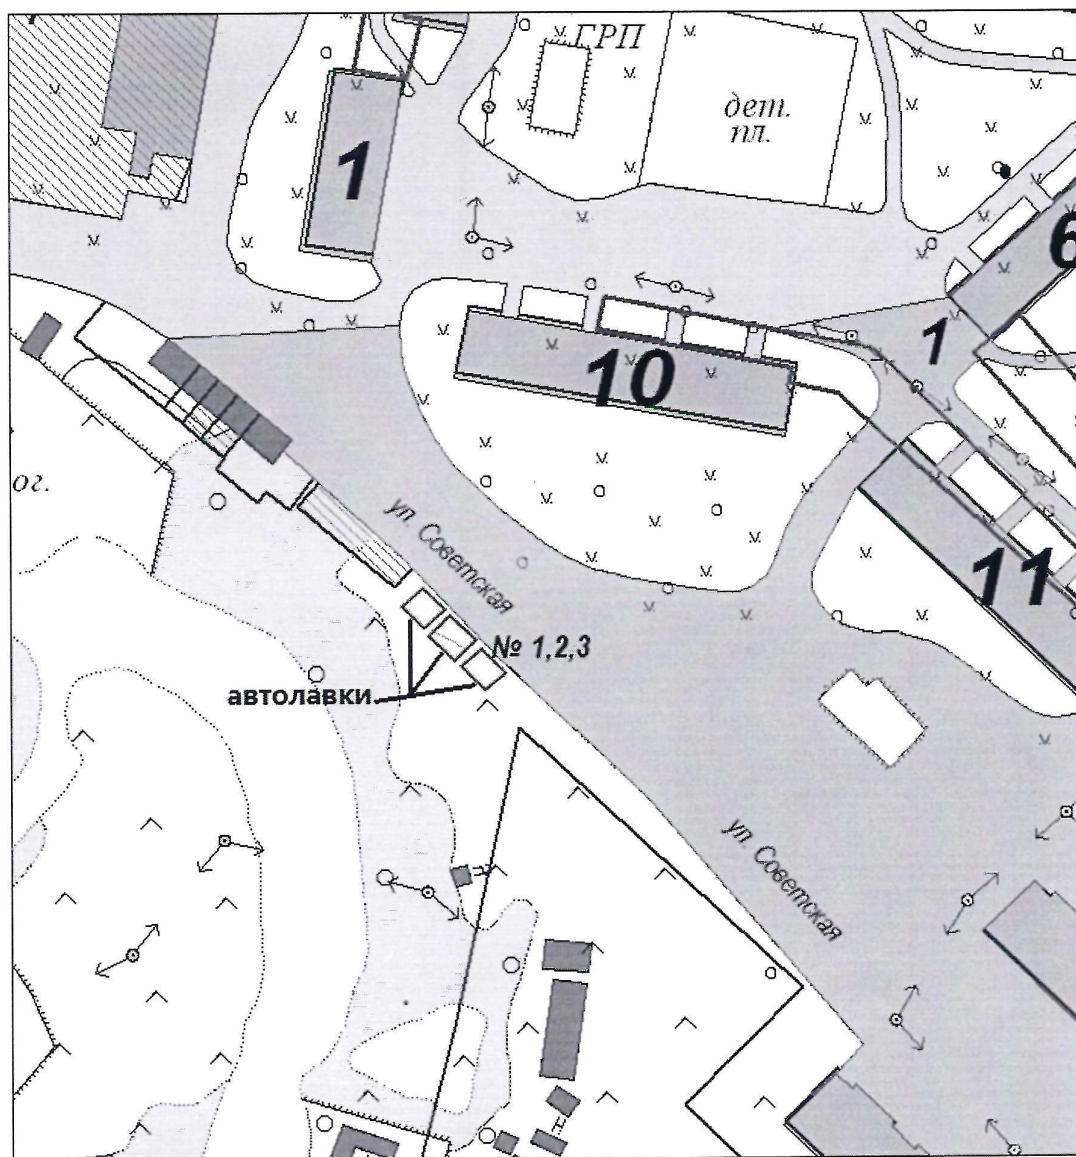 ГРП
дет.
пл.
1
6
1
10
ог.
ул. Советская
11
№ 1,2,3
автолавки
ул. Советская